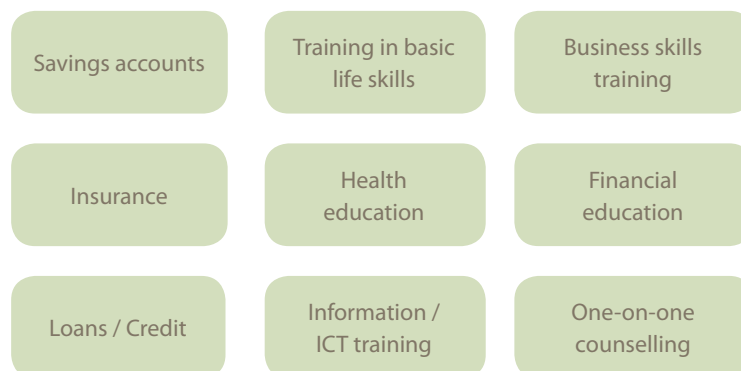 Savings accounts
Training in basic
life skills
Business skills
training
Insurance
Health
education
Financial
education
Loans / Credit
Information /
ICT training
One-on-one
counselling